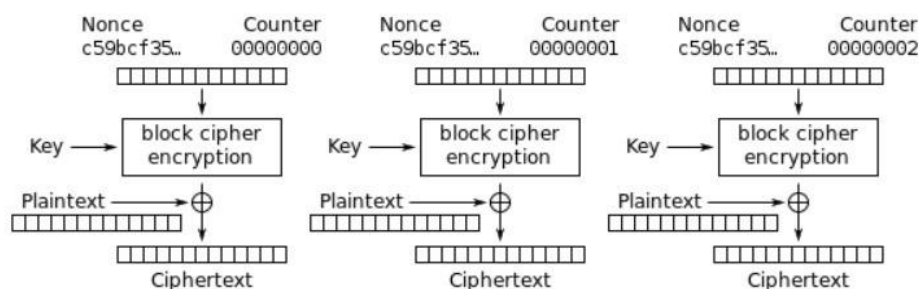 Nonce Counter Nonce Counter Nonce Counter
c59bcf35… 00000000 c59bcf35… 00000001 c59bcf35… 00000002
Key block cipher encryption Key block cipher encryption Key block cipher encryption
Plaintext Plaintext Plaintext
Ciphertext Ciphertext Ciphertext